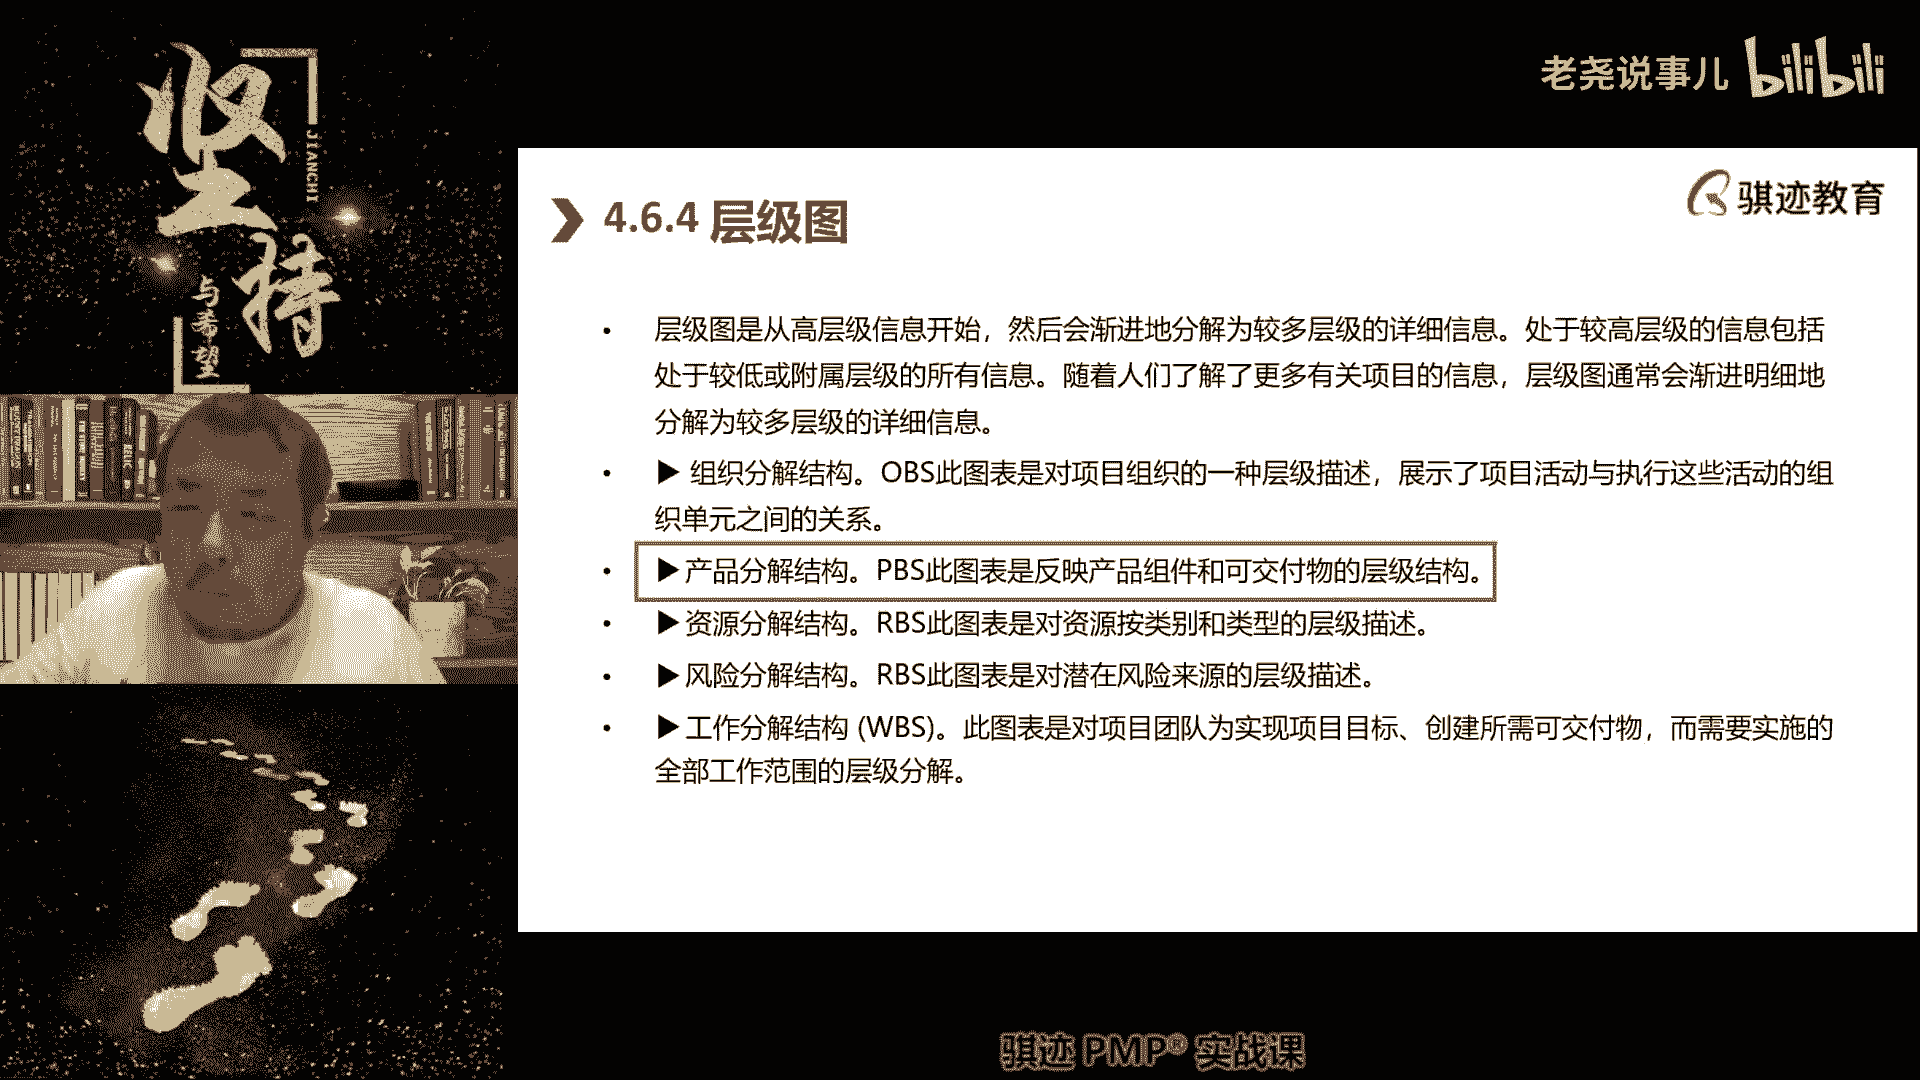 坚持
JIANCHI
与希望
老尧说事儿 bilibili
骐迹教育
4.6.4 层级图
• 层级图是从高层级信息开始，然后会渐进地分解为较多层级的详细信息。处于较高层级的信息包括
处于较低或附属层级的所有信息。随着人们了解了更多有关项目的信息，层级图通常会渐进明细地
分解为较多层级的详细信息。
• ▶ 组织分解结构。OBS此图表是对项目组织的一种层级描述，展示了项目活动与执行这些活动的组
织单元之间的关系。
• ▶产品分解结构。PBS此图表是反映产品组件和可交付物的层级结构。
• ▶资源分解结构。RBS此图表是对资源按类别和类型的层级描述。
• ▶风险分解结构。RBS此图表是对潜在风险来源的层级描述。
• ▶工作分解结构 (WBS)。此图表是对项目团队为实现项目目标、创建所需可交付物，而需要实施的
全部工作范围的层级分解。
骐迹 PMP® 实战课